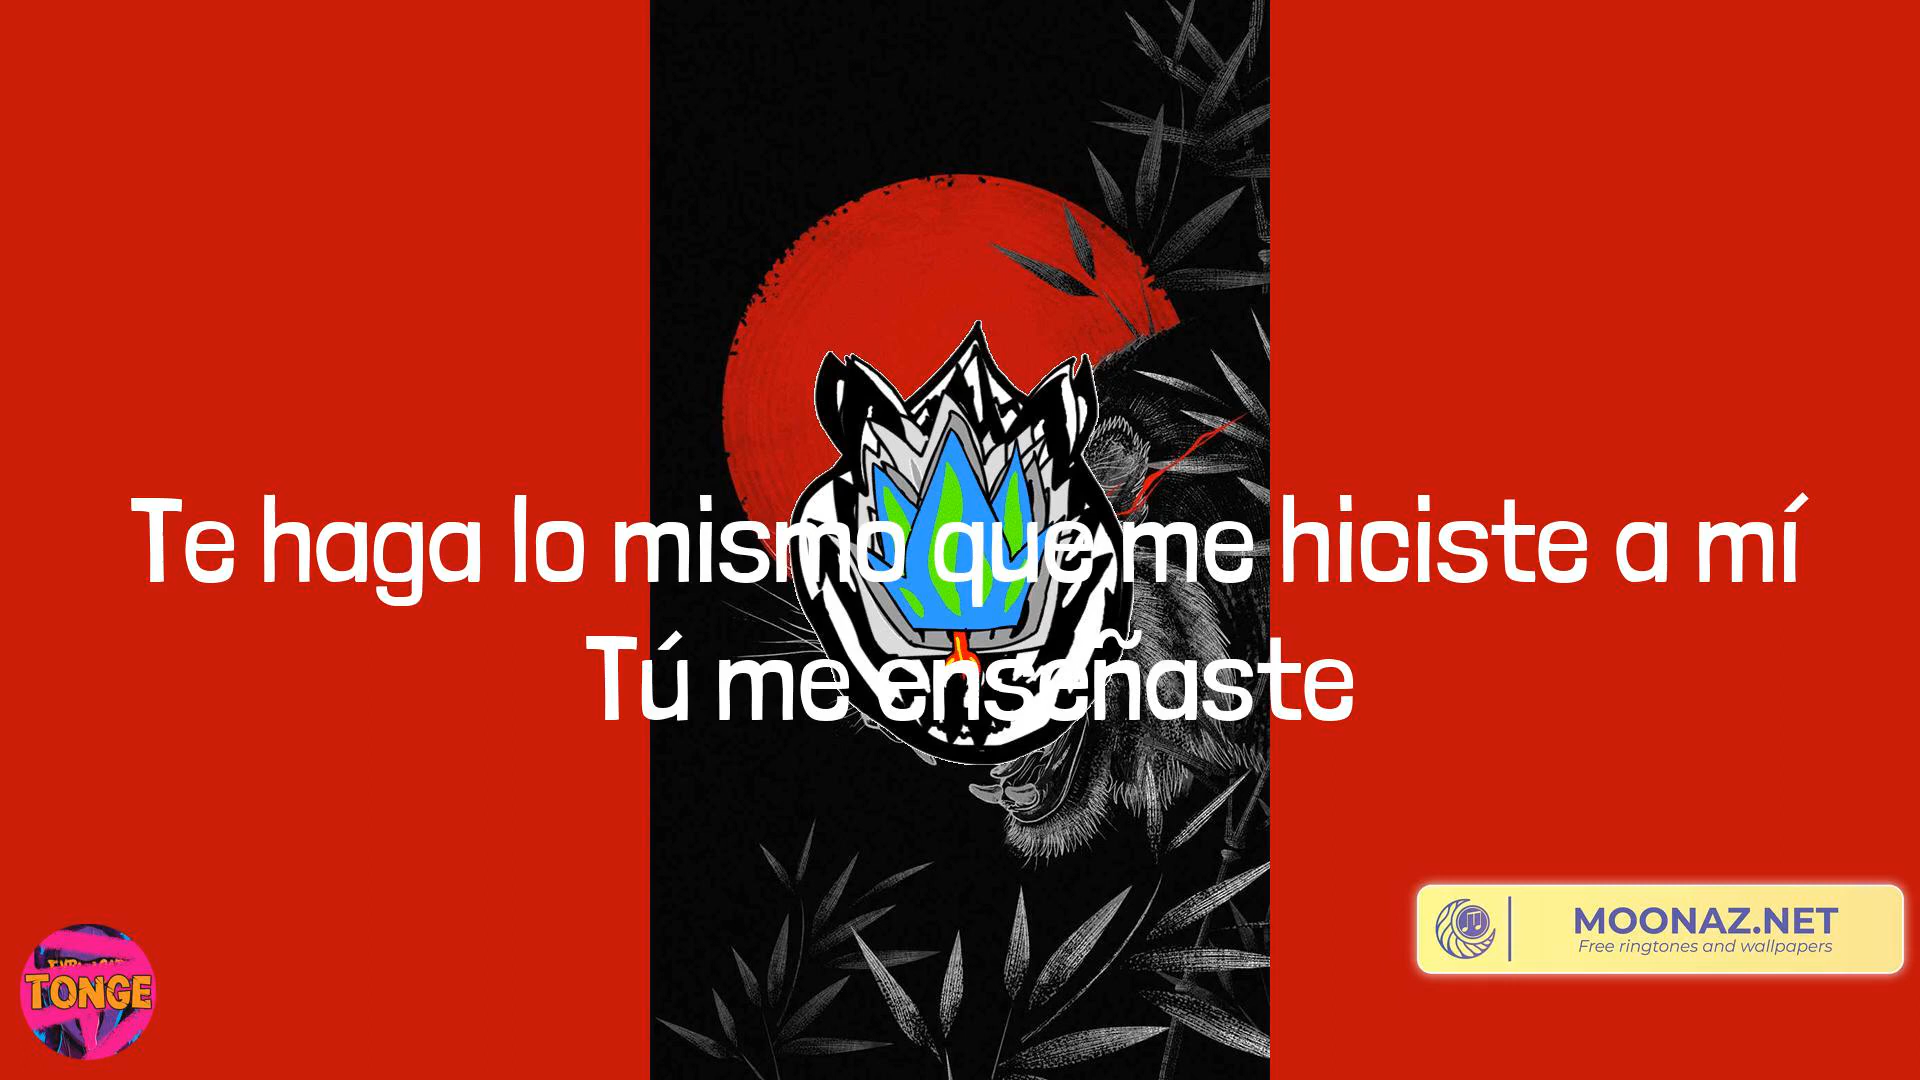 Te haga lo mismo que me hiciste a mí
Tú me enseñaste
MOONAZ.NET
Free ringtones and wallpapers
TONGE